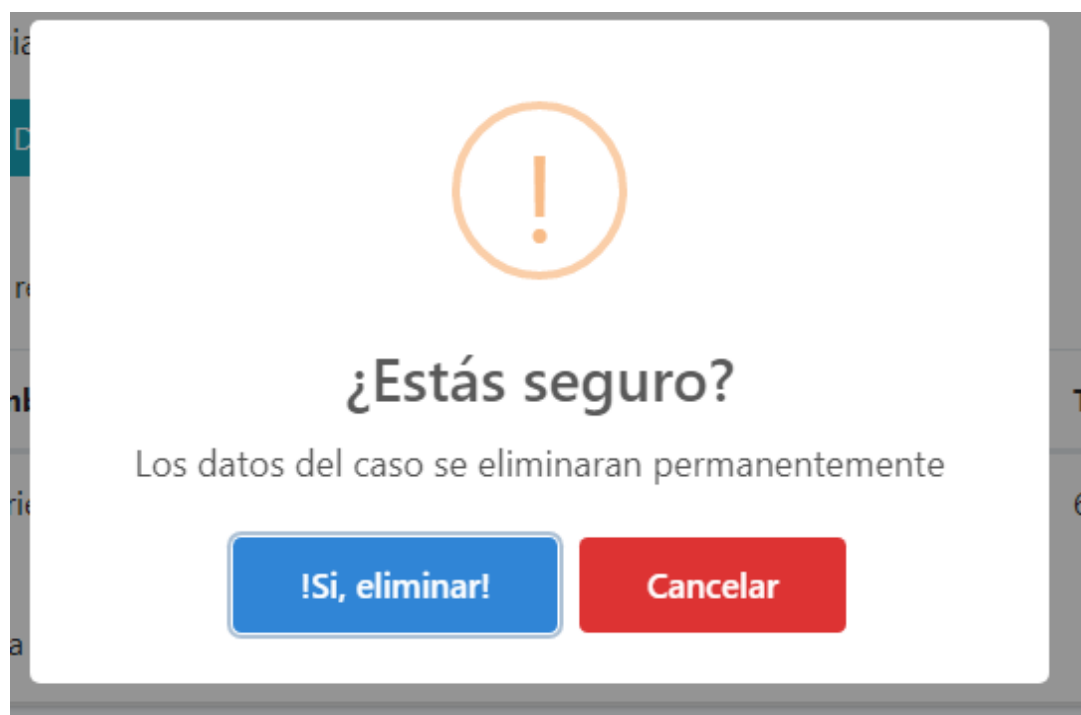 ¿Estás seguro?
Los datos del caso se eliminaran permanentemente
!Si, eliminar!
Cancelar